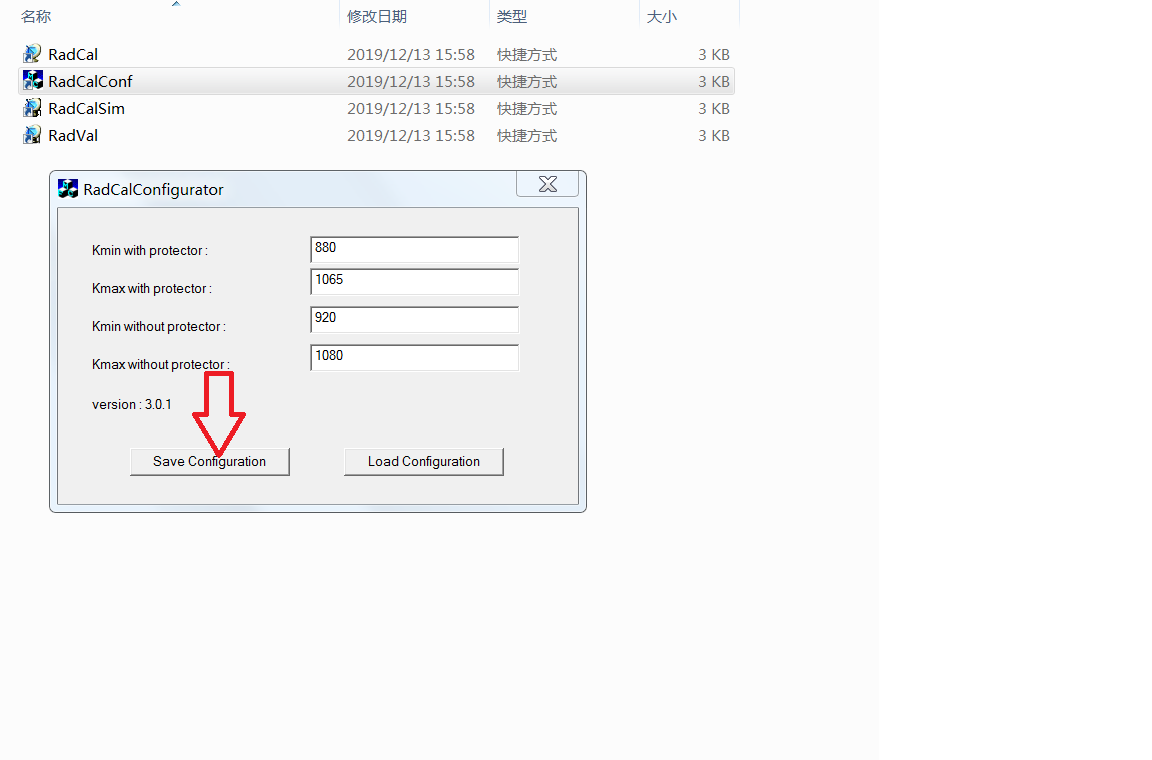 名称 修改日期 类型 大小
RadCal 2019/12/13 15:58 快捷方式 3 KB
RadCalConf 2019/12/13 15:58 快捷方式 3 KB
RadCalSim 2019/12/13 15:58 快捷方式 3 KB
RadVal 2019/12/13 15:58 快捷方式 3 KB
RadCalConfigurator
Kmin with protector : 880
Kmax with protector : 1065
Kmin without protector : 920
Kmax without protector : 1080
version : 3.0.1
Save Configuration Load Configuration